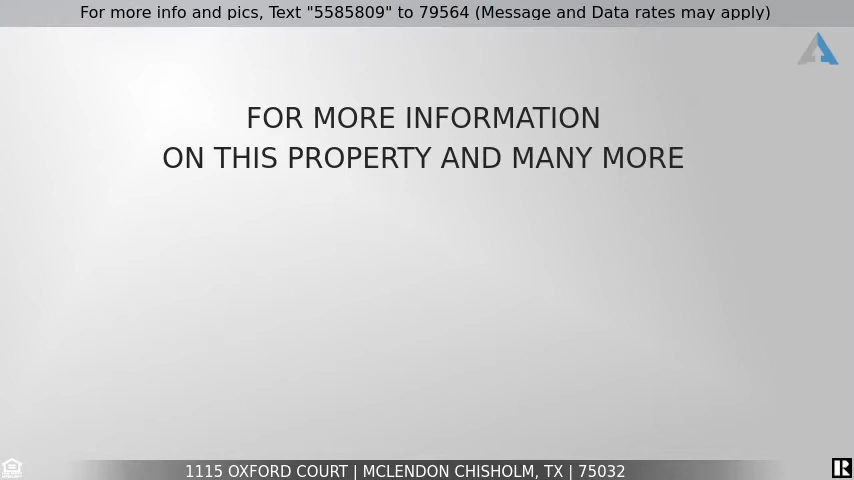 For more info and pics, Text "5585809" to 79564 (Message and Data rates may apply)
FOR MORE INFORMATION
ON THIS PROPERTY AND MANY MORE
1115 OXFORD COURT | MCLENDON CHISHOLM, TX | 75032